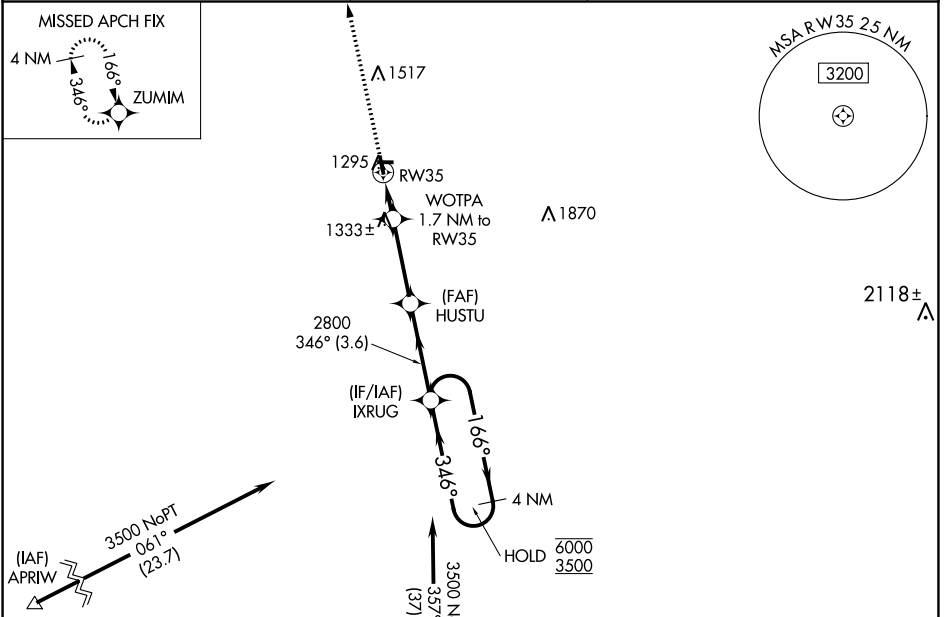 MISSED APCH FIX
4 NM
166°
346°
ZUMIM
MSA RW35 25 NM
3200
1517
1295
RW35
WOTPA
1.7 NM to
RW35
1333±
1870
2118±
(FAF)
HUSTU
2800
346° (3.6)
(IF/IAF)
IXRUG
166°
346°
4 NM
HOLD
6000
3500
3500 NoPT
061°
(23.7)
(IAF)
APRIW
3500 N
357°
(37)